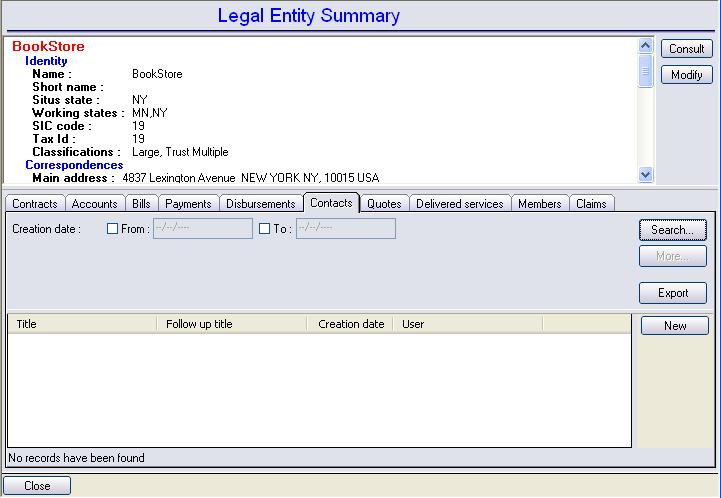 Legal Entity Summary
BookStore
Identity
Name : BookStore
Short name :
Situs state : NY
Working states : MN,NY
SIC code : 19
Tax Id : 19
Classifications : Large, Trust Multiple
Correspondences
Main address : 4837 Lexington Avenue NEW YORK NY, 10015 USA
Consult
Modify
Contracts Accounts Bills Payments Disbursements Contacts Quotes Delivered services Members Claims
Creation date : From : --/--/---- To : --/--/----
Search...
More...
Export
Title Follow up title Creation date User
New
No records have been found
Close